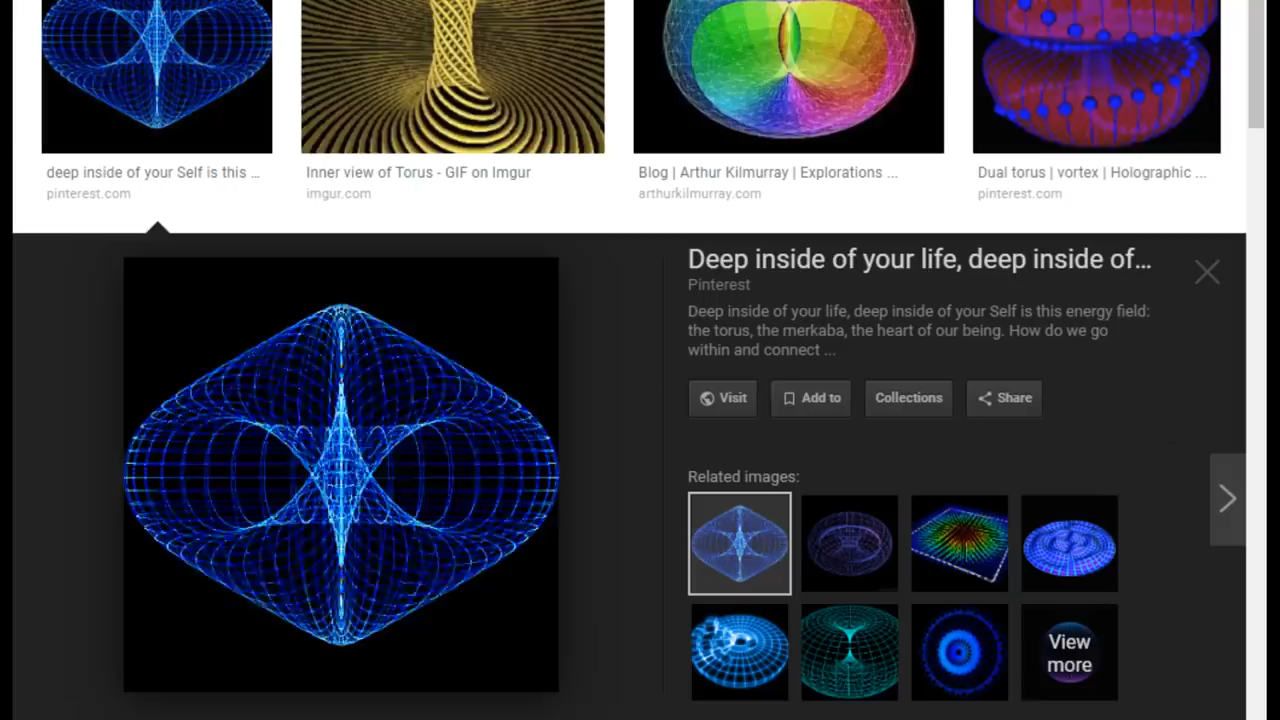 deep inside of your Self is this ...
Inner view of Torus - GIF on Imgur
Blog | Arthur Kilmurray | Explorations ...
Dual torus | vortex | Holographic ...
pinterest.com
imgur.com
arthurkilmurray.com
pinterest.com
Deep inside of your life, deep inside of...
Pinterest
Deep inside of your life, deep inside of your Self is this energy field:
the torus, the merkaba, the heart of our being. How do we go
within and connect ...
Visit
Add to
Collections
Share
Related images:
View
more